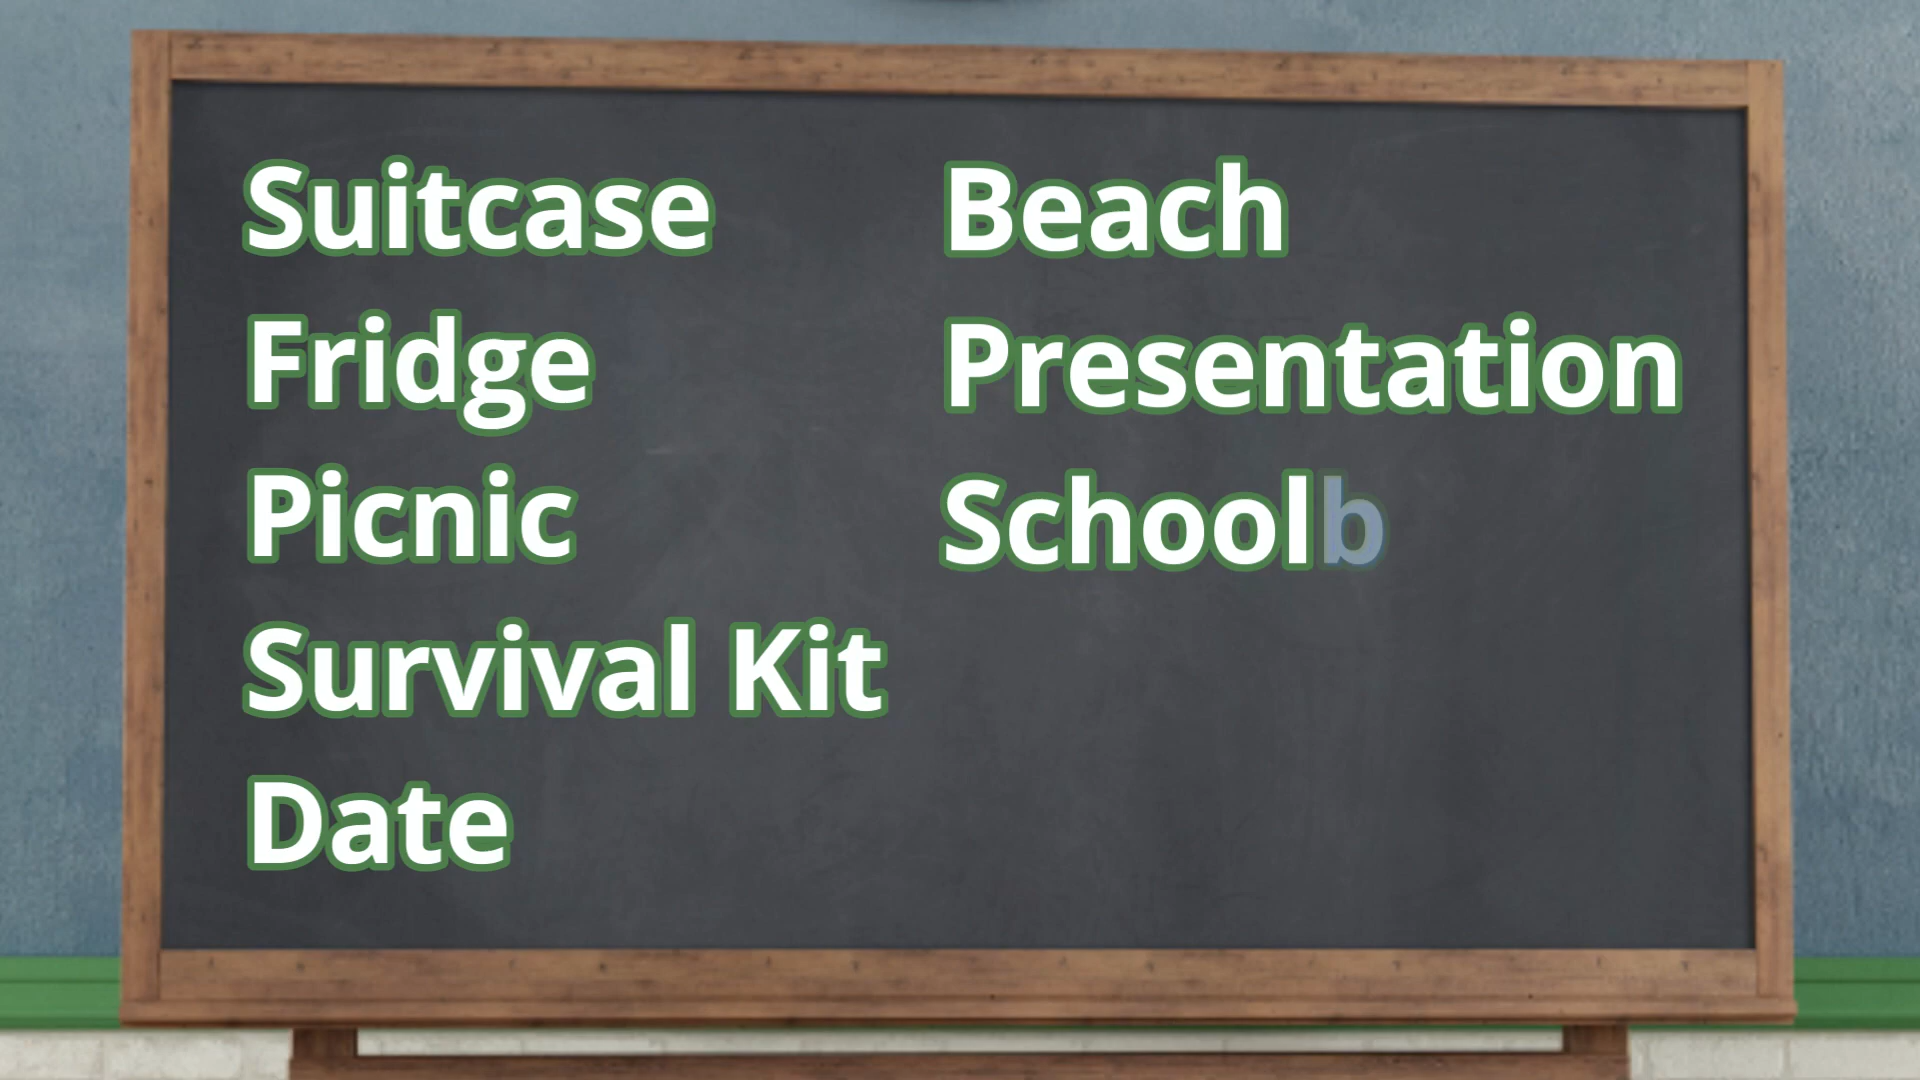 Suitcase
Fridge
Picnic
Survival Kit
Date
Beach
Presentation
Schoolb